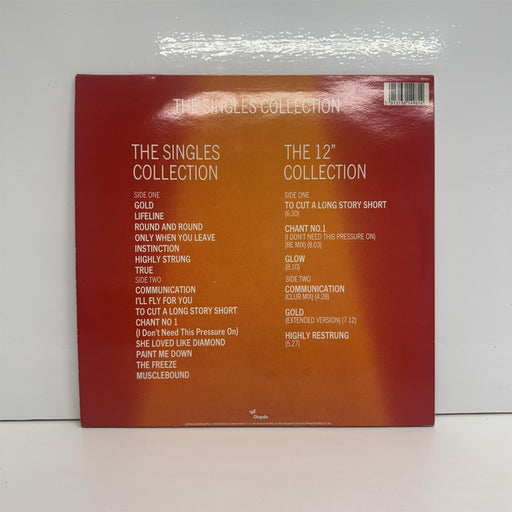 THE SINGLES COLLECTION
THE SINGLES
COLLECTION
SIDE ONE
GOLD
LIFELINE
ROUND AND ROUND
ONLY WHEN YOU LEAVE
INSTINCTION
HIGHLY STRUNG
TRUE
SIDE TWO
COMMUNICATION
I'LL FLY FOR YOU
TO CUT A LONG STORY SHORT
CHANT NO 1
(I Don't Need This Pressure On)
SHE LOVED LIKE DIAMOND
PAINT ME DOWN
THE FREEZE
MUSCLEBOUND
THE 12"
COLLECTION
SIDE ONE
TO CUT A LONG STORY SHORT
(6.30)
CHANT NO.1
(I DON'T NEED THIS PRESSURE ON)
(RE MIX) (8.03)
GLOW
(8.10)
SIDE TWO
COMMUNICATION
(CLUB MIX) (4.28)
GOLD
(EXTENDED VERSION) (7.12)
HIGHLY RESTRUNG
(5.27)
Chrysalis